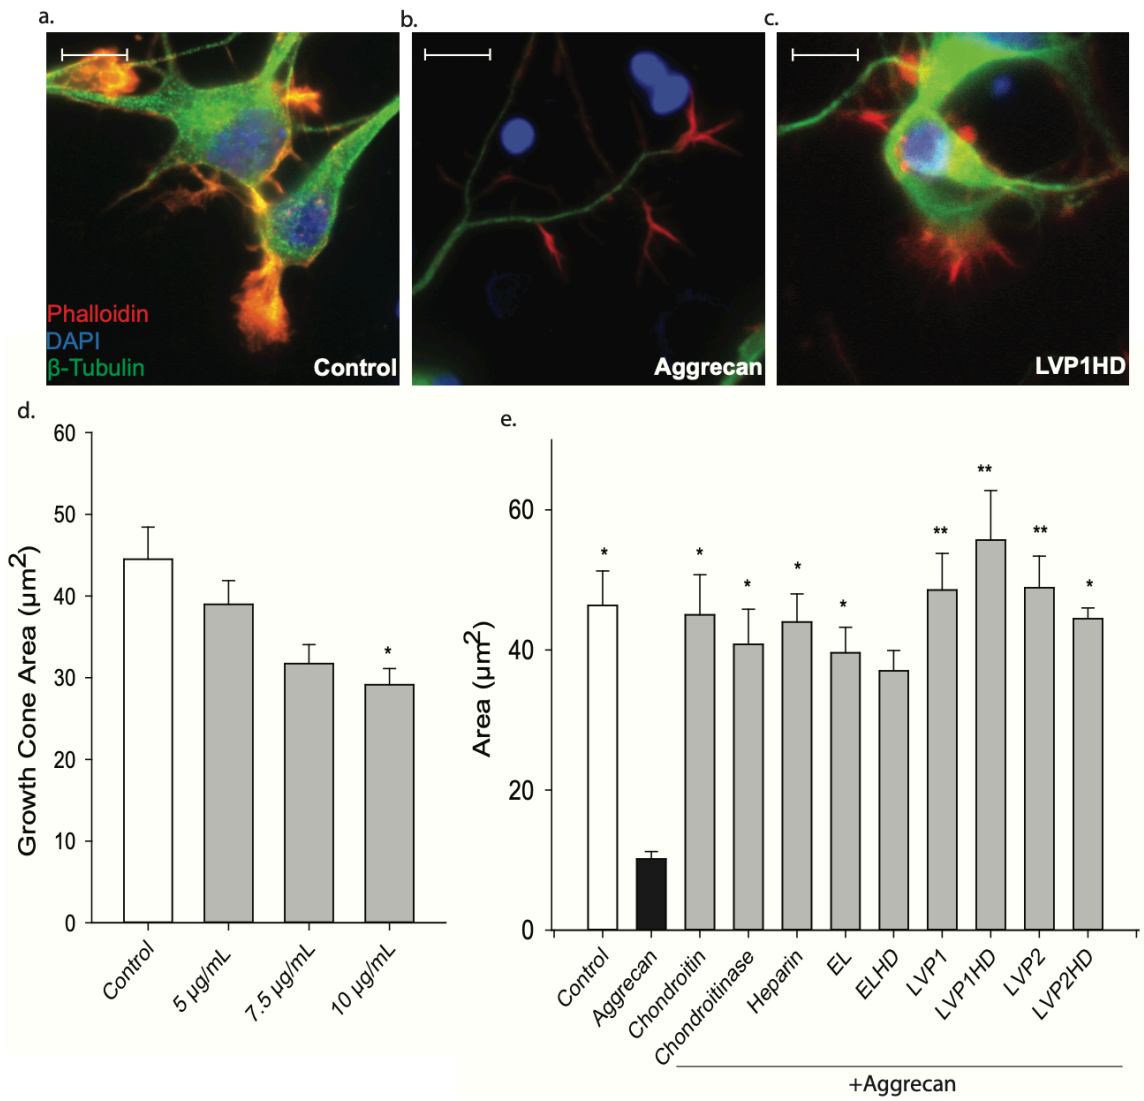 a.
b.
c.
Phalloidin
DAPI
β-Tubulin
Control
Aggrecan
LVP1HD
d.
e.
Growth Cone Area (μm2)
60
50
40
30
20
10
0
*
Control
5 μg/mL
7.5 μg/mL
10 μg/mL
Area (μm2)
60
40
20
0
*
*
*
*
*
**
**
**
*
Control
Aggrecan
Chondroitin
Chondroitinase
Heparin
EL
ELHD
LVP1
LVP1HD
LVP2
LVP2HD
+Aggrecan